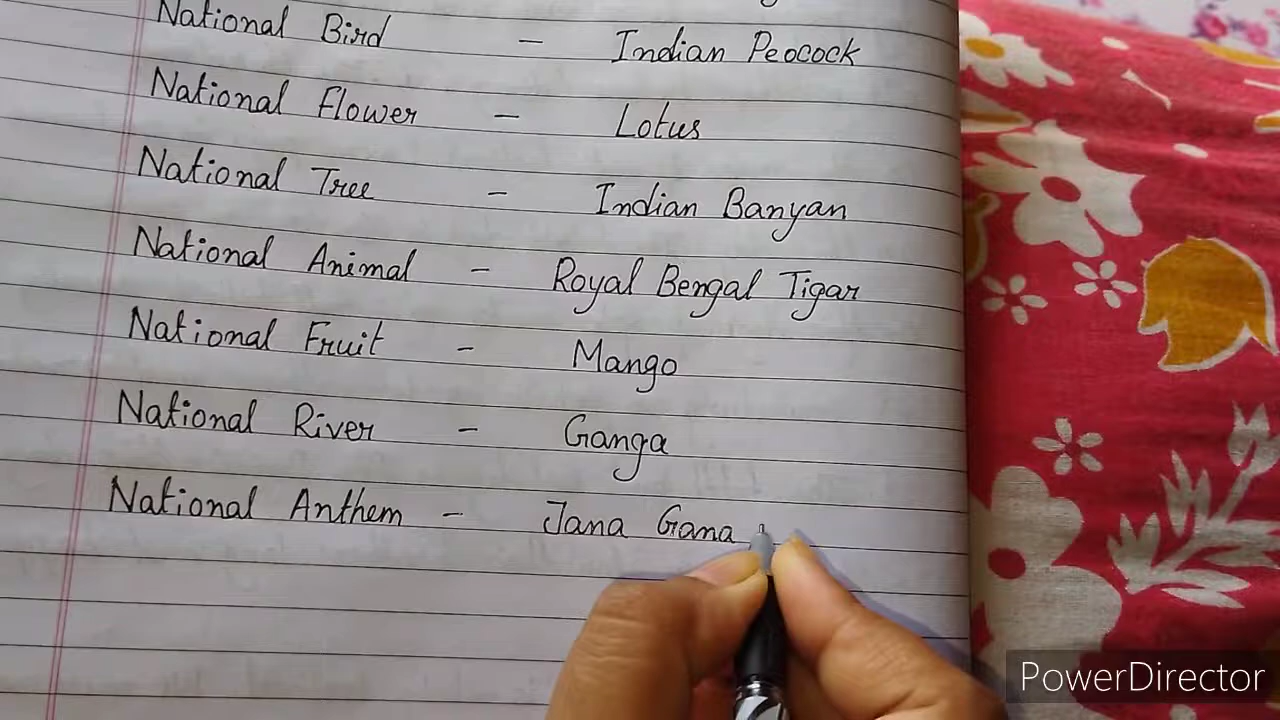 National Bird - Indian Peocock
National Flower - Lotus
National Tree - Indian Banyan
National Animal - Royal Bengal Tigar
National Fruit - Mango
National River - Ganga
National Anthem - Jana Gana
PowerDirector